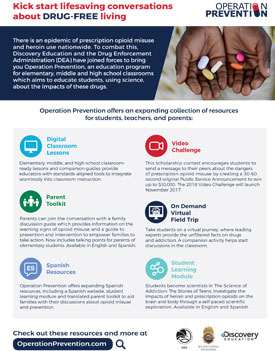 Kick start lifesaving conversations
about DRUG-FREE living
OPERATION
PREVENTION
There is an epidemic of prescription opioid misuse
and heroin use nationwide. To combat this,
Discovery Education and the Drug Enforcement
Administration (DEA) have joined forces to bring
you Operation Prevention, an education program
for elementary, middle and high school classrooms
which aims to educate students, using science,
about the impacts of these drugs.
Operation Prevention offers an expanding collection of resources
for students, teachers, and parents:
Digital
Classroom
Lessons
Elementary, middle, and high school classroom-
ready lessons and companion guides provide
educators with standards-aligned tools to integrate
seamlessly into classroom instruction.
Video
Challenge
This scholarship contest encourages students to
send a message to their peers about the dangers
of prescription opioid misuse by creating a 30-60
second original Public Service Announcement to win
up to $10,000. The 2018 Video Challenge will launch
November 2017.
Parent
Toolkit
Parents can join the conversation with a family
discussion guide which provides information on the
warning signs of opioid misuse and a guide to
prevention and intervention to empower families to
take action. Now includes talking points for parents
of elementary students. Available in English and Spanish.
On Demand
Virtual
Field Trip
Take students on a virtual journey, where leading
experts provide the unfiltered facts on drugs
and addiction. A companion activity helps start
discussions in the classroom.
ES
Spanish
Resources
Operation Prevention offers expanding Spanish
resources, including a Spanish website, student
learning module and translated parent toolkit to aid
families with their discussions about opioid misuse
and prevention.
Student
Learning
Module
Students become scientists in The Science of
Addiction: The Stories of Teens. Investigate the
impacts of heroin and prescription opioids on the
brain and body through a self-paced scientific
exploration. Available in English and Spanish.
Check out these resources and more at
OperationPrevention.com
DEA
Discovery
EDUCATION